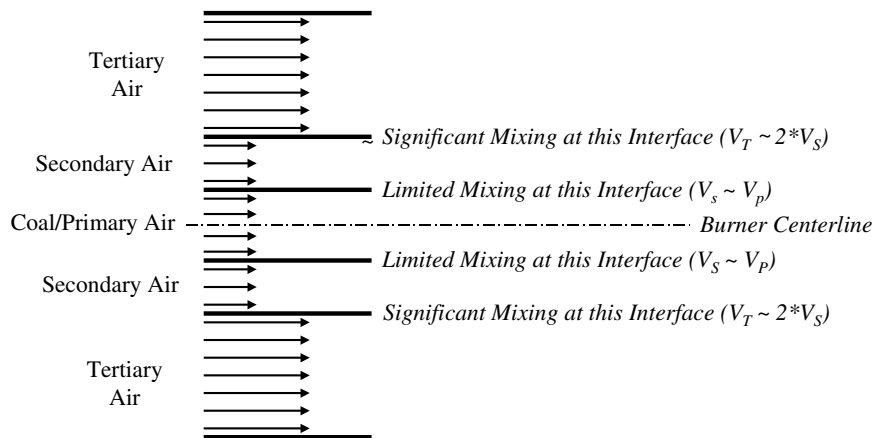 Tertiary
Air
~ Significant Mixing at this Interface (V_T ~ 2*V_S)
Secondary Air
Limited Mixing at this Interface (V_s ~ V_p)
Coal/Primary Air
Burner Centerline
Limited Mixing at this Interface (V_S ~ V_P)
Secondary Air
Significant Mixing at this Interface (V_T ~ 2*V_S)
Tertiary
Air